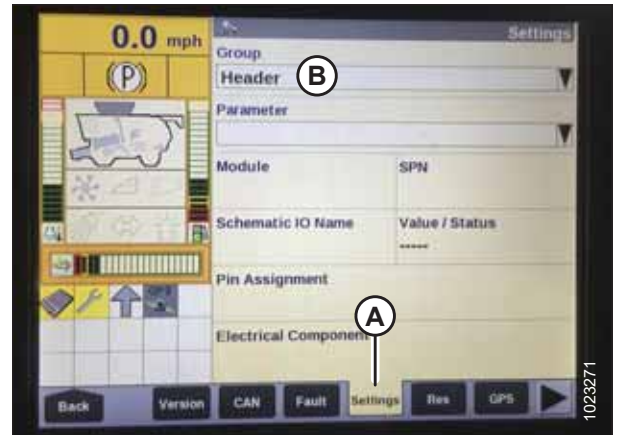 0.0 mph
Settings
Group
Header
B
(P)
Parameter
Module
SPN
Schematic IO Name
Value / Status
-----
Pin Assignment
A
Electrical Component
Back
Version
CAN
Fault
Settings
Res
GPS
1023271